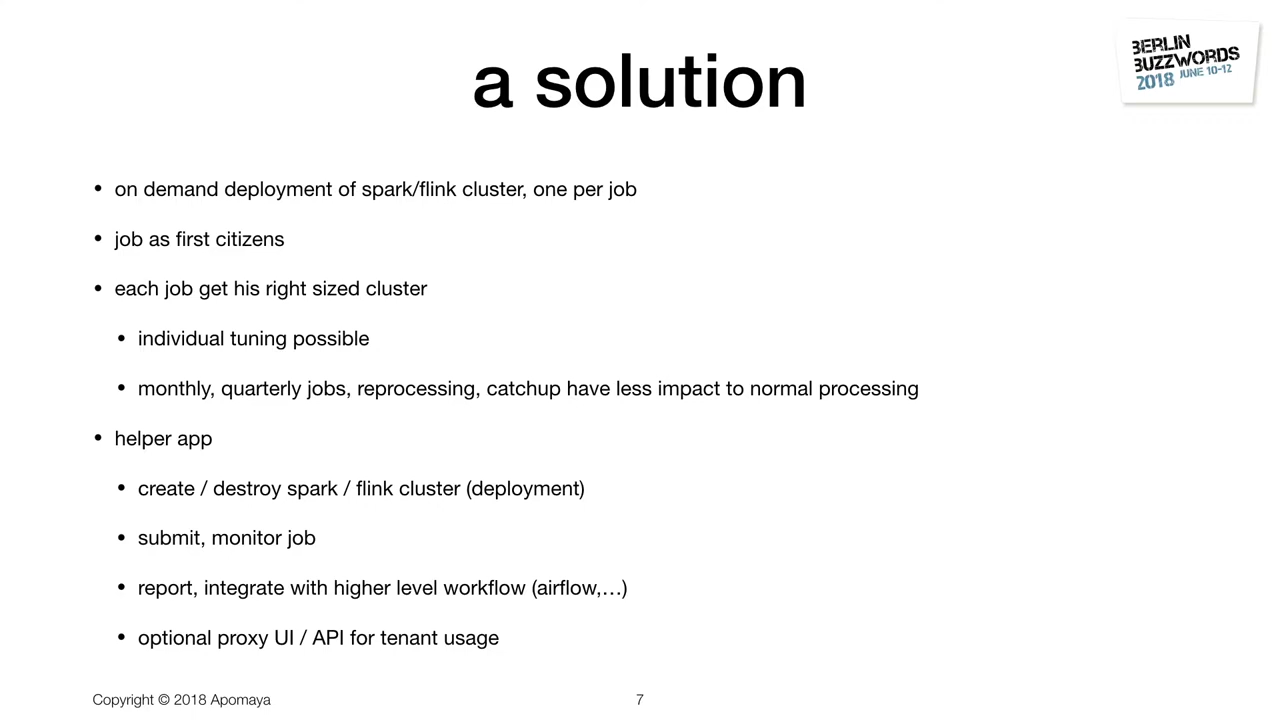 BERLIN
BUZZWORDS
2018 JUNE 10-12
a solution
• on demand deployment of spark/flink cluster, one per job
• job as first citizens
• each job get his right sized cluster
• individual tuning possible
• monthly, quarterly jobs, reprocessing, catchup have less impact to normal processing
• helper app
• create / destroy spark / flink cluster (deployment)
• submit, monitor job
• report, integrate with higher level workflow (airflow,…)
• optional proxy UI / API for tenant usage
Copyright © 2018 Apomaya
7